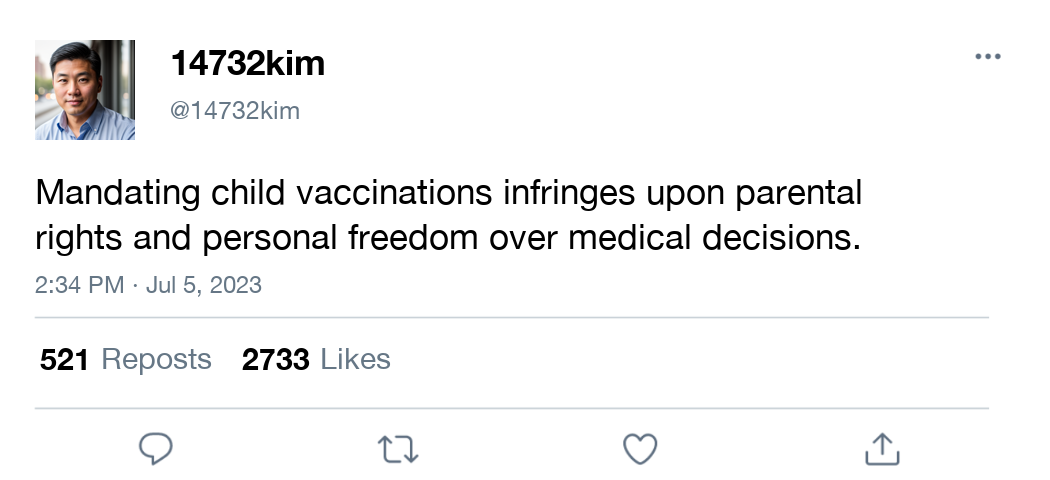 14732kim
@14732kim
Mandating child vaccinations infringes upon parental
rights and personal freedom over medical decisions.
2:34 PM · Jul 5, 2023
521 Reposts 2733 Likes